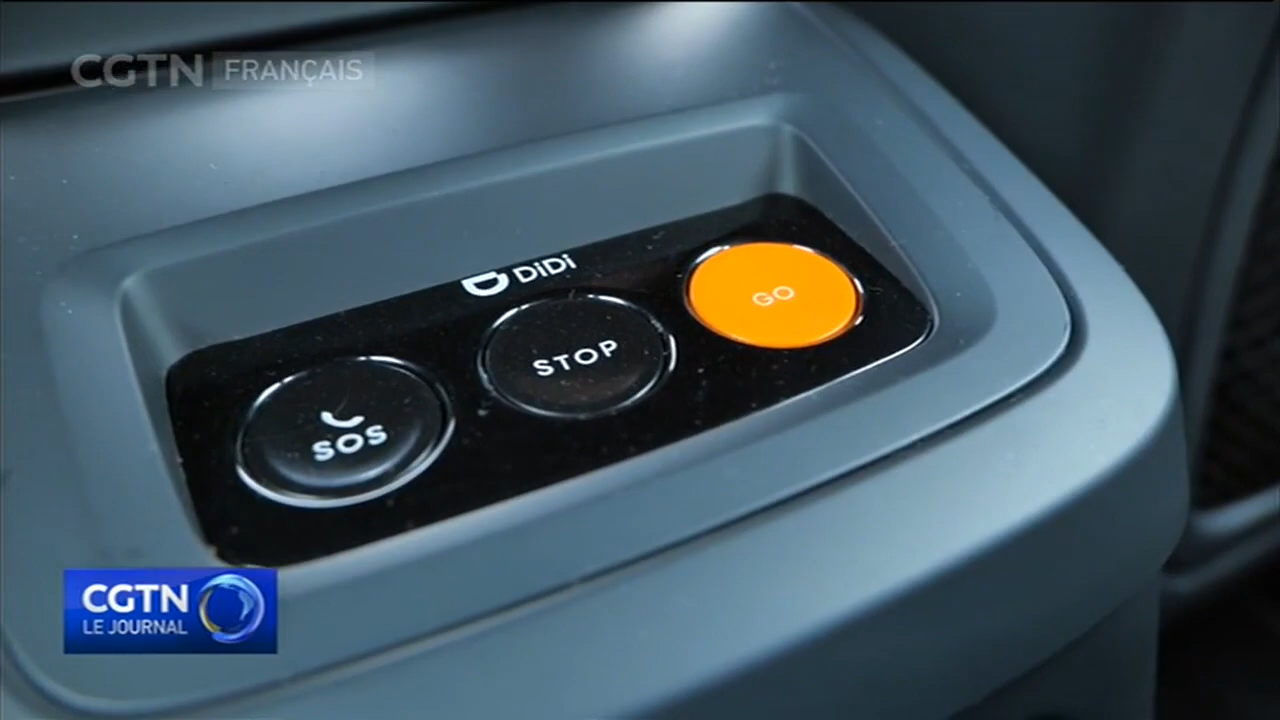 CGTN FRANÇAIS
DiDi
GO
STOP
SOS
CGTN
LE JOURNAL